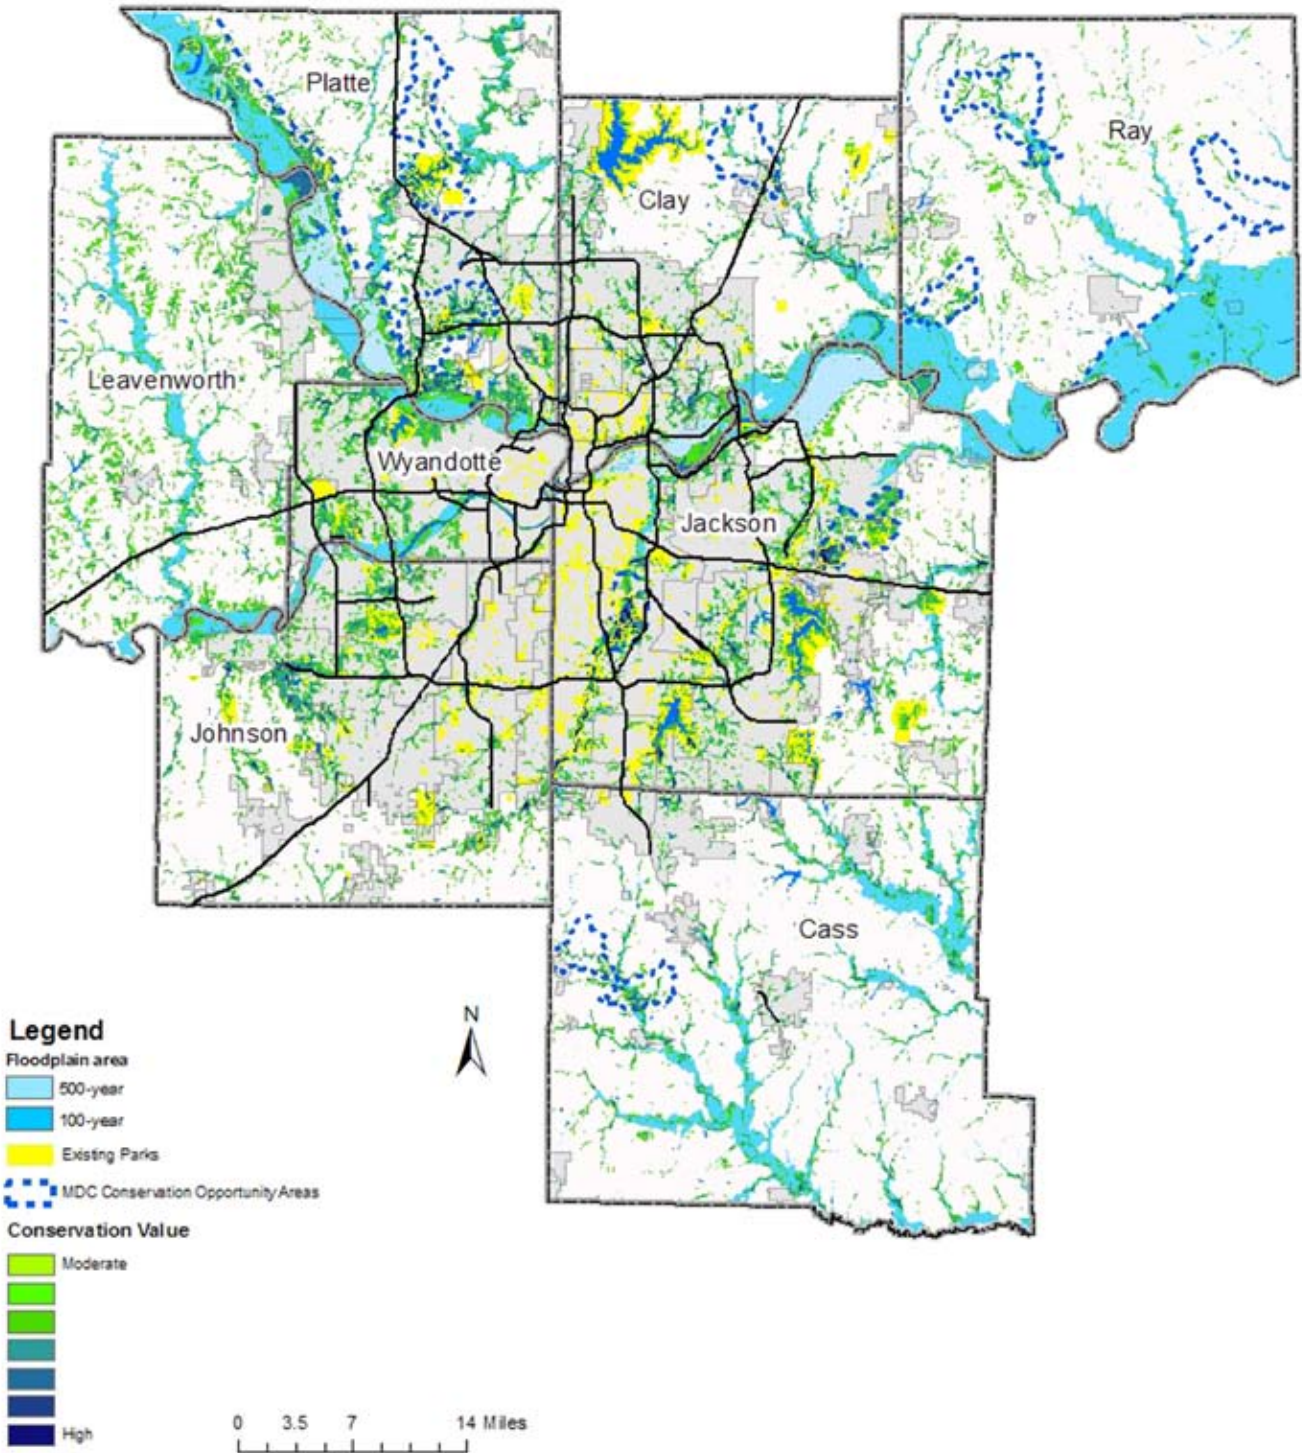 Platte
Ray
Clay
Leavenworth
Wyandotte
Jackson
Johnson
Cass
N
Legend
Floodplain area
500-year
100-year
Existing Parks
MDC Conservation Opportunity Areas
Conservation Value
Moderate
High
0 3.5 7 14 Miles